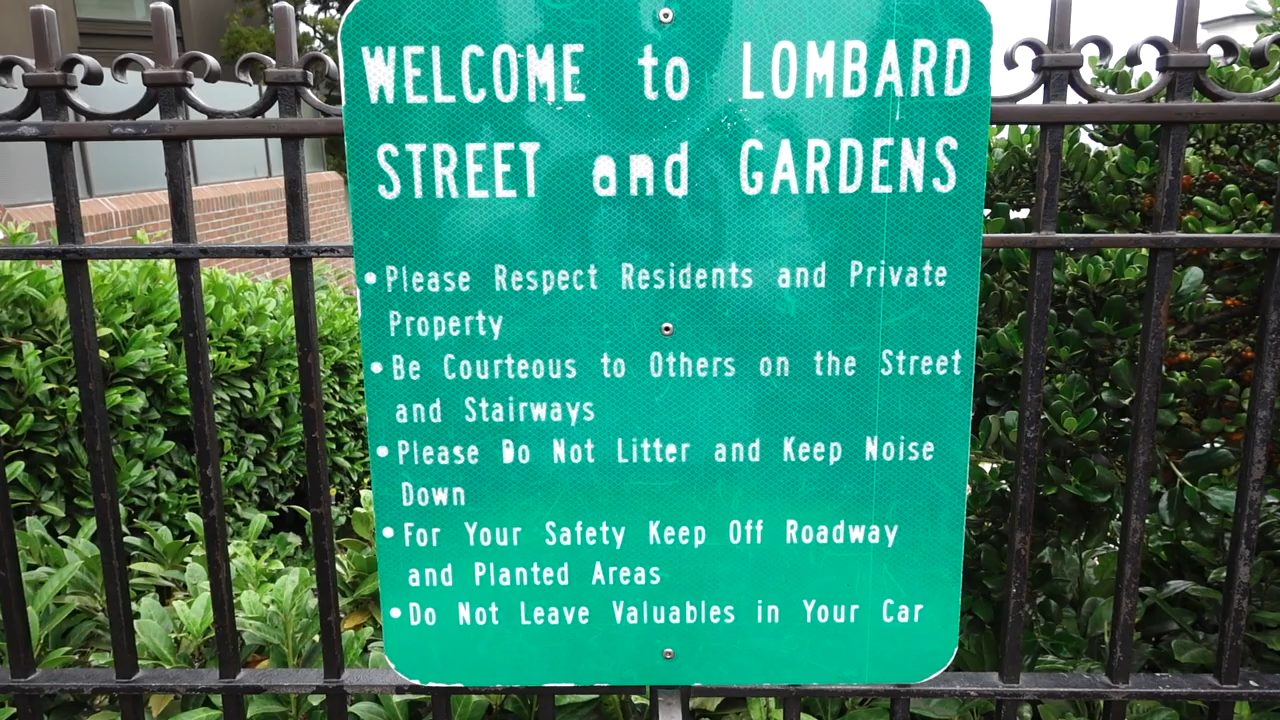 WELCOME to LOMBARD
STREET and GARDENS
•Please Respect Residents and Private
Property
•Be Courteous to Others on the Street
and Stairways
•Please Do Not Litter and Keep Noise
Down
•For Your Safety Keep Off Roadway
and Planted Areas
•Do Not Leave Valuables in Your Car